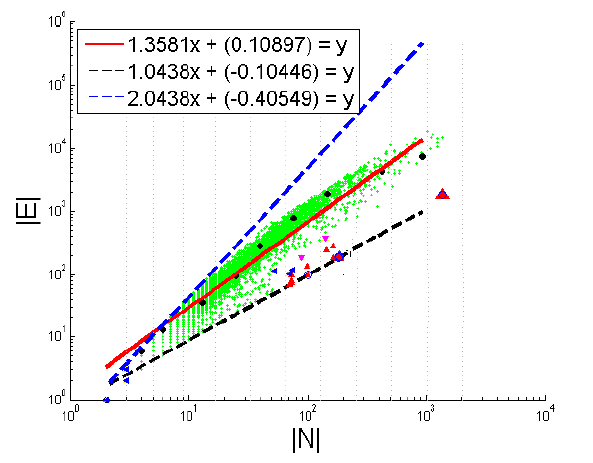 10^6
1.3581x + (0.10897) = y
1.0438x + (-0.10446) = y
2.0438x + (-0.40549) = y
10^5
10^4
|E|
10^3
10^2
10^1
10^0
10^0 10^1 10^2 10^3 10^4
|N|